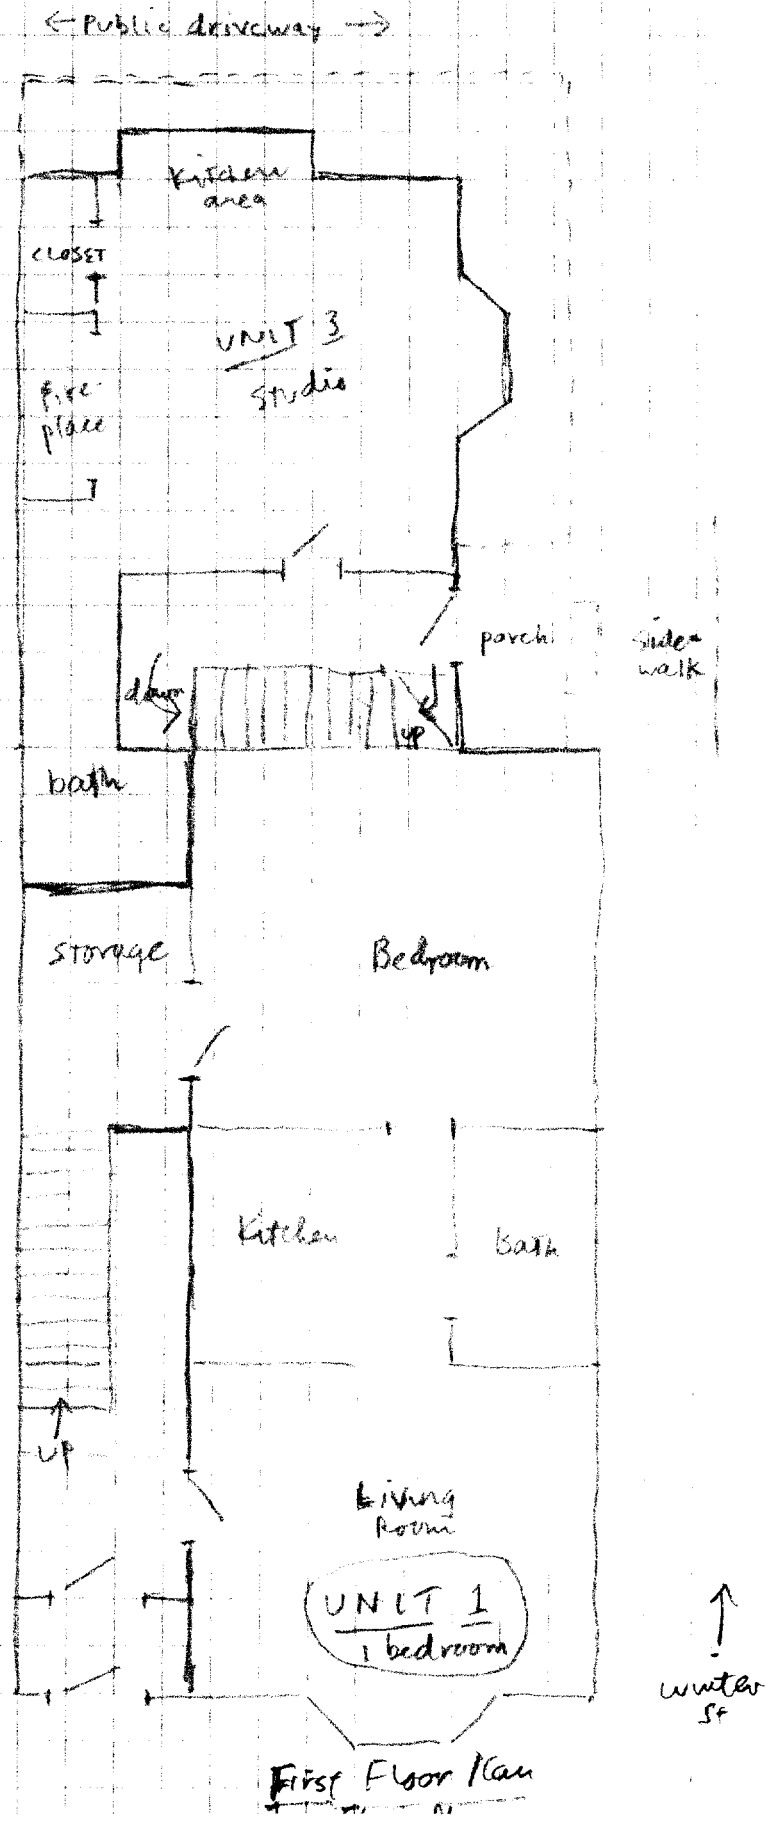 ← Public driveway →
Kitchen
area
CLOSET
UNIT 3
Studio
fire-
place
porch
Side-
walk
down
up
bath
Storage
Bedroom
Kitchen
Bath
UP
Living
Room
UNIT 1
1 bedroom
Winter
St
First Floor Plan